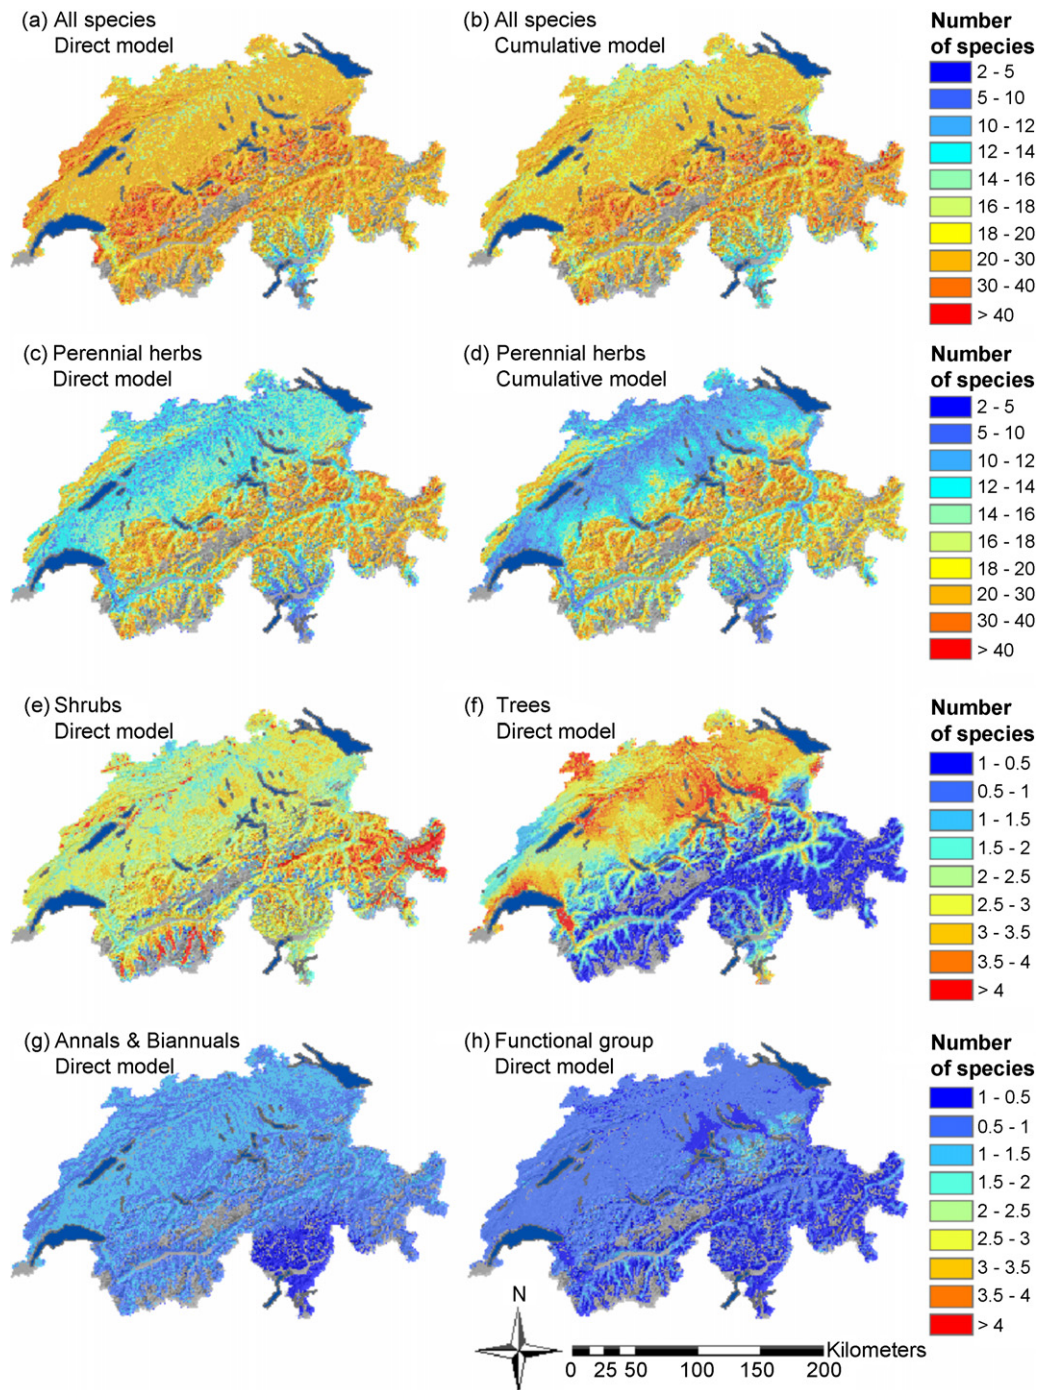 (a) All species
Direct model
(b) All species
Cumulative model
Number
of species
2 - 5
5 - 10
10 - 12
12 - 14
14 - 16
16 - 18
18 - 20
20 - 30
30 - 40
> 40
(c) Perennial herbs
Direct model
(d) Perennial herbs
Cumulative model
Number
of species
2 - 5
5 - 10
10 - 12
12 - 14
14 - 16
16 - 18
18 - 20
20 - 30
30 - 40
> 40
(e) Shrubs
Direct model
(f) Trees
Direct model
Number
of species
1 - 0.5
0.5 - 1
1 - 1.5
1.5 - 2
2 - 2.5
2.5 - 3
3 - 3.5
3.5 - 4
> 4
(g) Annals & Biannuals
Direct model
(h) Functional group
Direct model
Number
of species
1 - 0.5
0.5 - 1
1 - 1.5
1.5 - 2
2 - 2.5
2.5 - 3
3 - 3.5
3.5 - 4
> 4
N
Kilometers
0 25 50 100 200